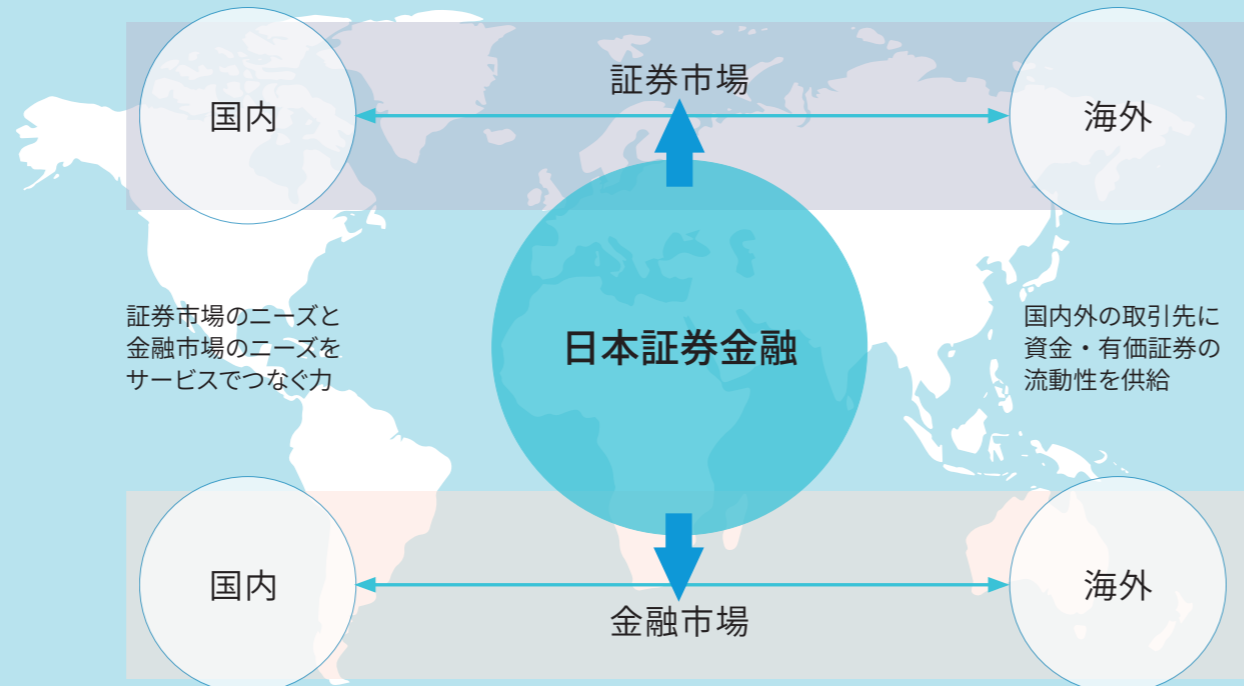 証券市場
国内
海外
証券市場のニーズと
金融市場のニーズを
サービスでつなぐ力
日本証券金融
国内外の取引先に
資金・有価証券の
流動性を供給
国内
海外
金融市場